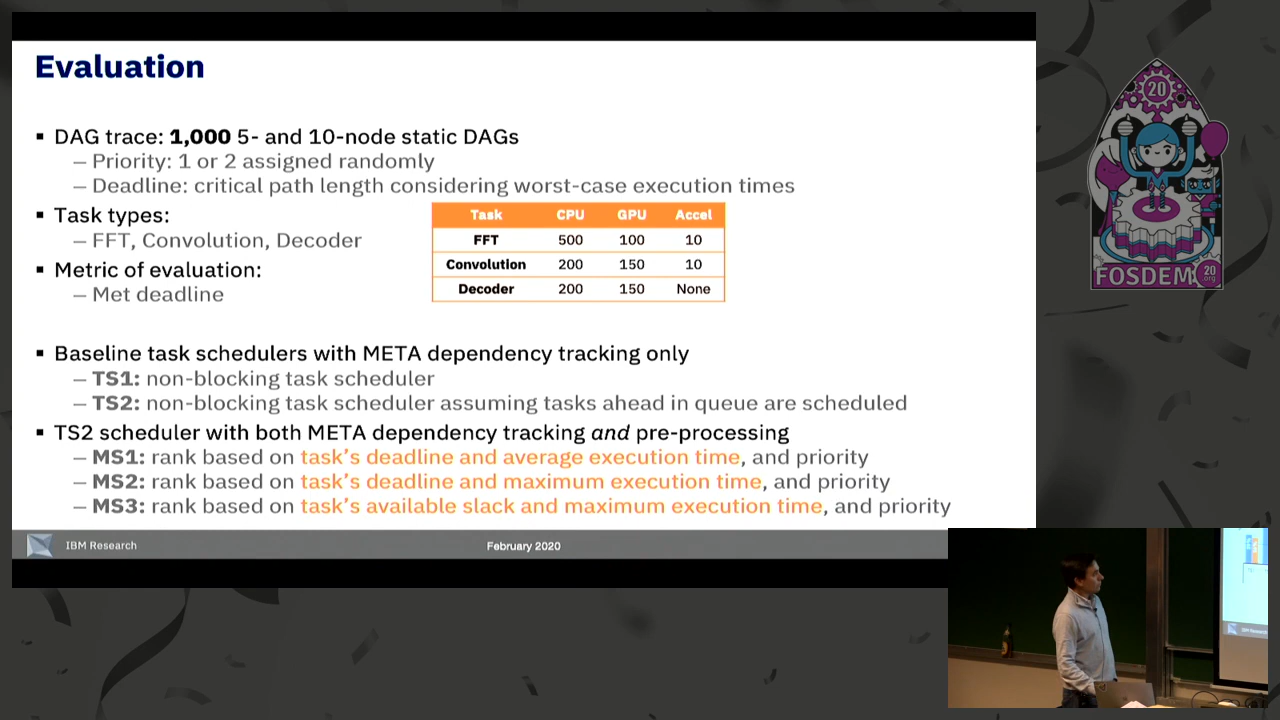 Evaluation
▪ DAG trace: 1,000 5- and 10-node static DAGs
– Priority: 1 or 2 assigned randomly
– Deadline: critical path length considering worst-case execution times
▪ Task types:
– FFT, Convolution, Decoder
▪ Metric of evaluation:
– Met deadline
Task CPU GPU Accel
FFT 500 100 10
Convolution 200 150 10
Decoder 200 150 None
▪ Baseline task schedulers with META dependency tracking only
– TS1: non-blocking task scheduler
– TS2: non-blocking task scheduler assuming tasks ahead in queue are scheduled
▪ TS2 scheduler with both META dependency tracking and pre-processing
– MS1: rank based on task's deadline and average execution time, and priority
– MS2: rank based on task's deadline and maximum execution time, and priority
– MS3: rank based on task's available slack and maximum execution time, and priority
IBM Research
February 2020
20
FOSDEM 20
.org